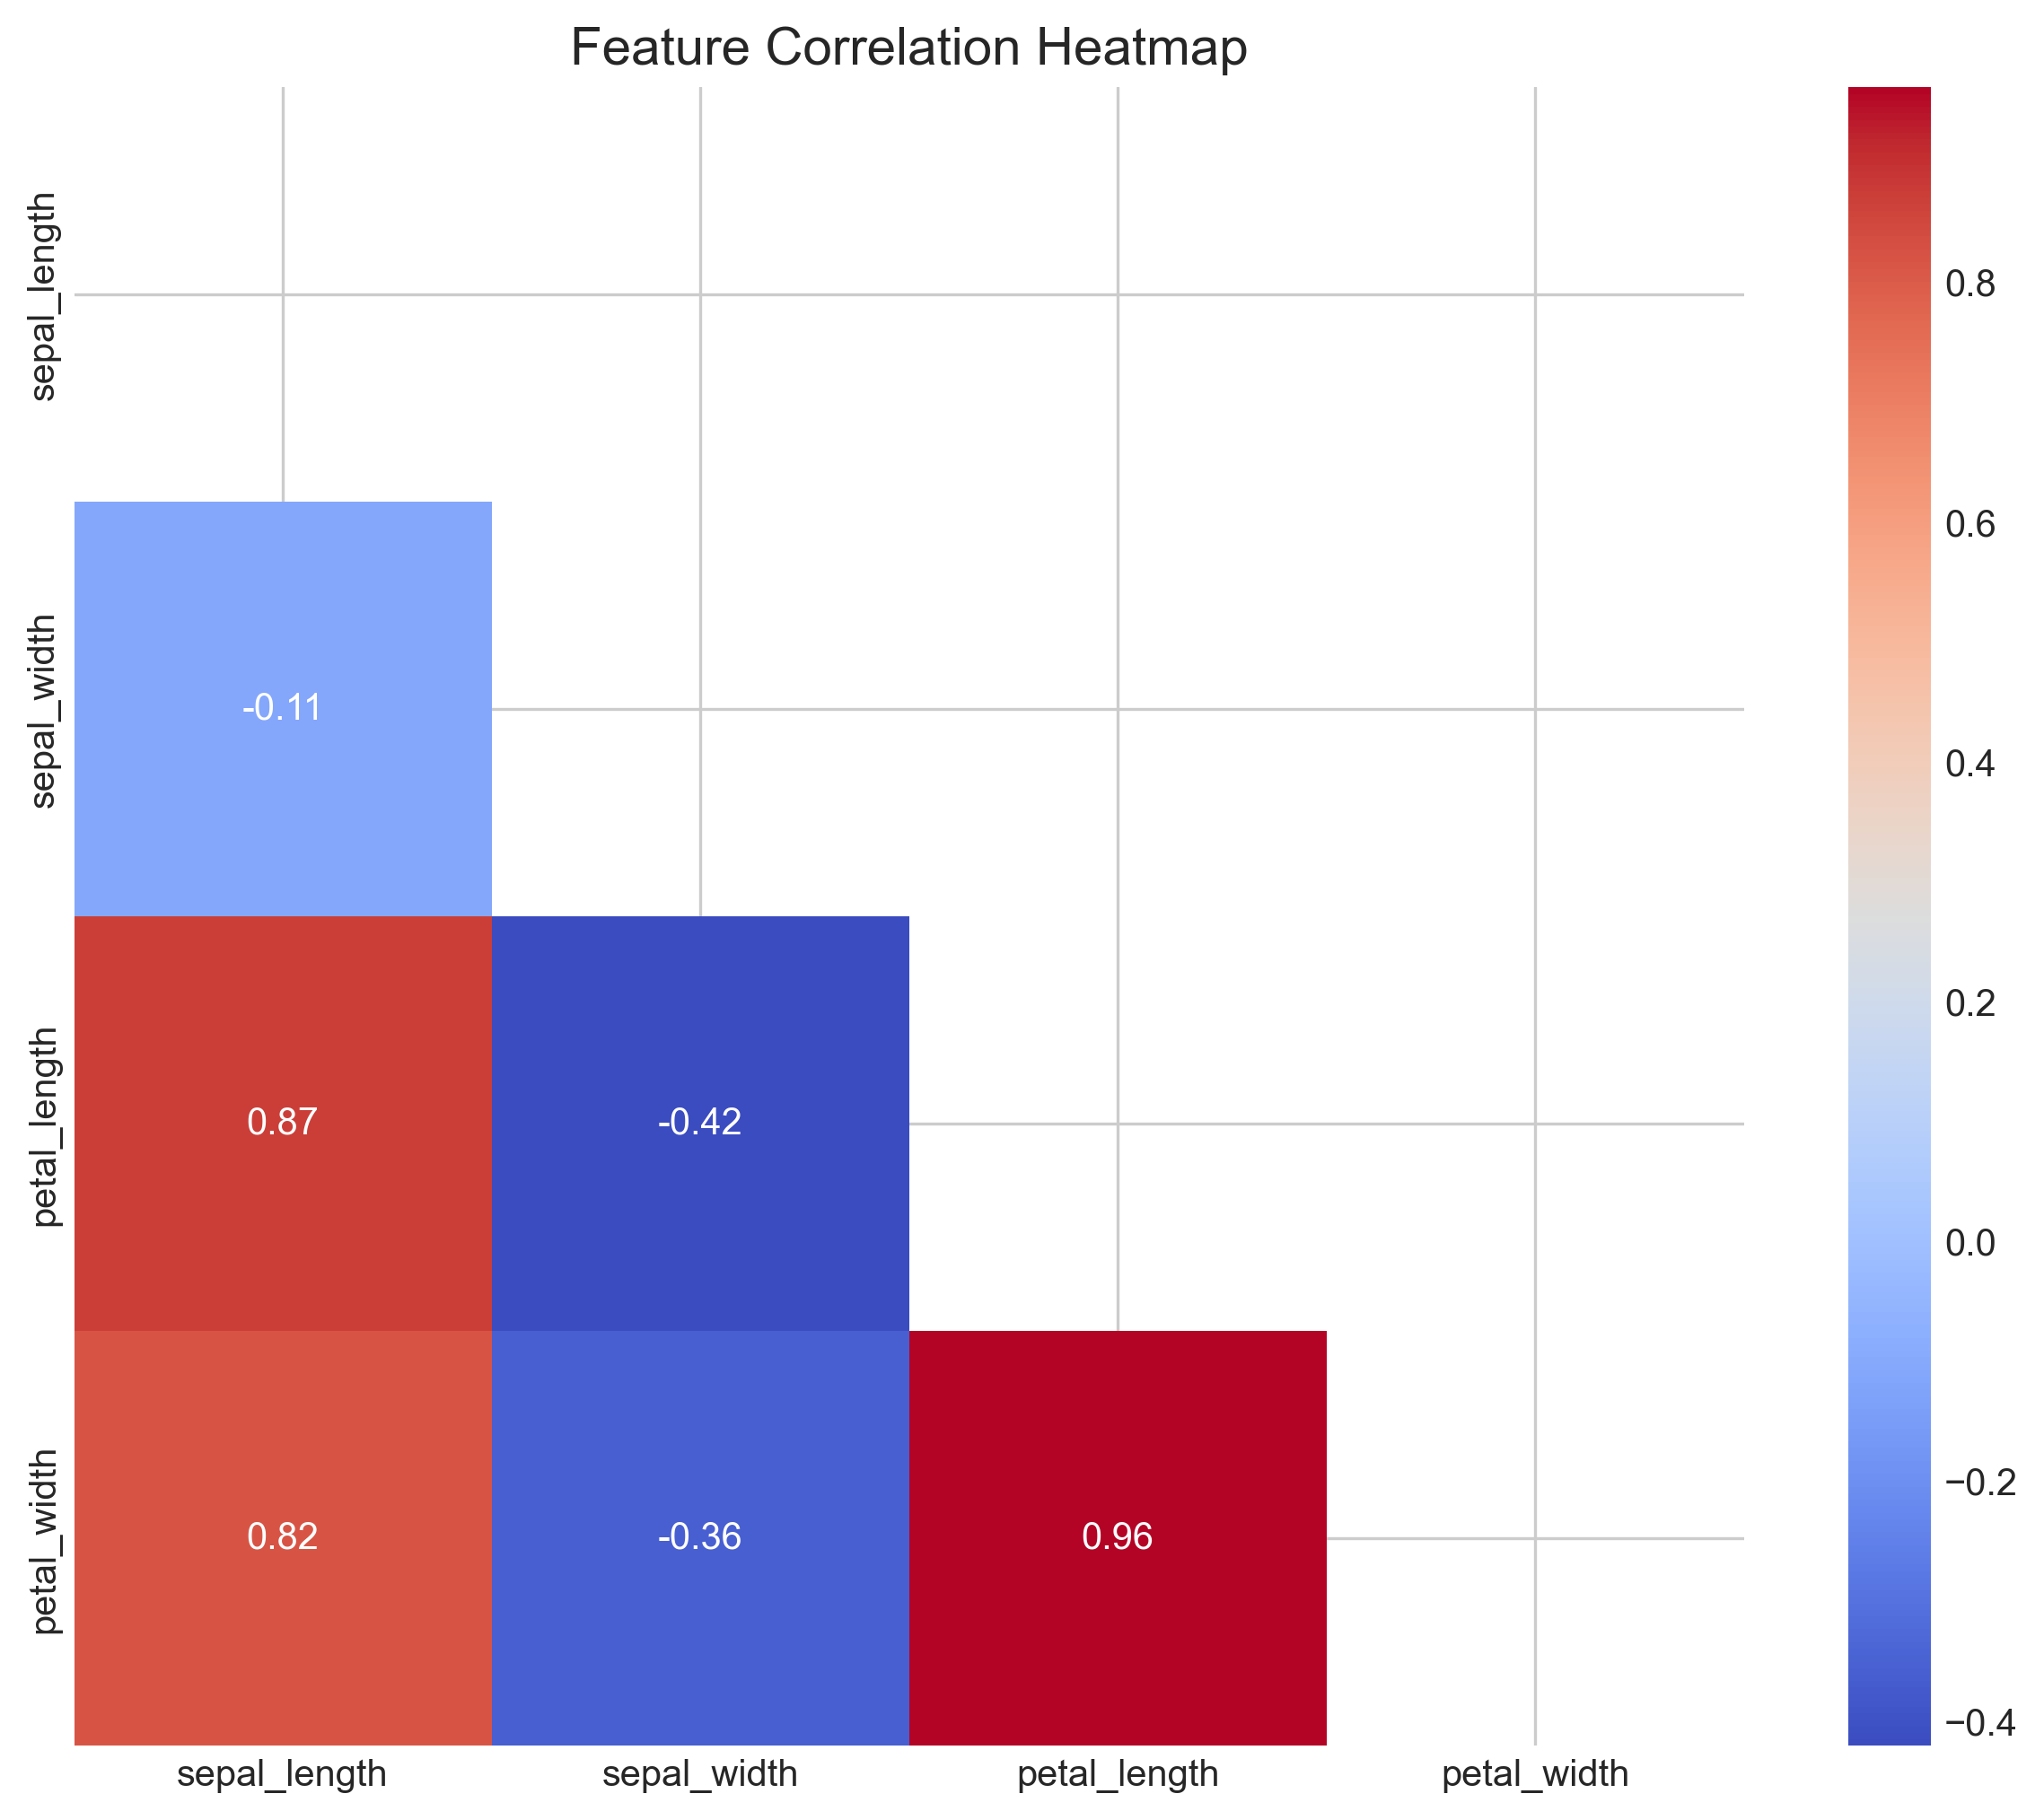 Feature Correlation Heatmap
sepal_length
sepal_width
petal_length
petal_width
-0.11
0.87
-0.42
0.82
-0.36
0.96
sepal_length
sepal_width
petal_length
petal_width
0.8
0.6
0.4
0.2
0.0
−0.2
−0.4